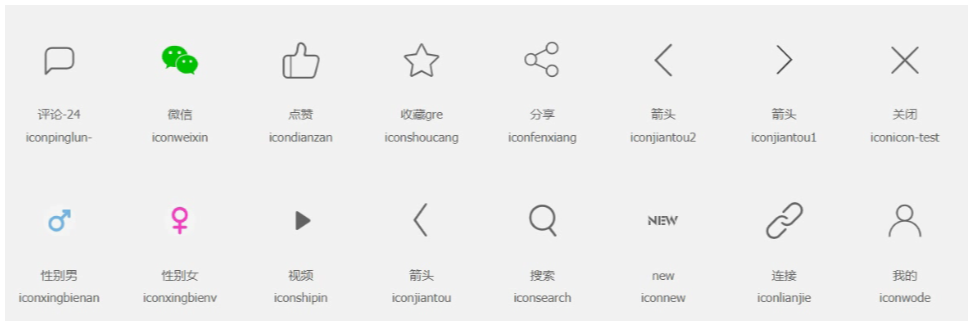 评论-24 微信 点赞 收藏gre 分享 箭头 箭头 关闭
iconpinglun- iconweixin icondianzan iconshoucang iconfenxiang iconjiantou2 iconjiantou1 iconicon-test
NEW
性别男 性别女 视频 箭头 搜索 new 连接 我的
iconxingbienan iconxingbienv iconshipin iconjiantou iconsearch iconnew iconlianjie iconwode